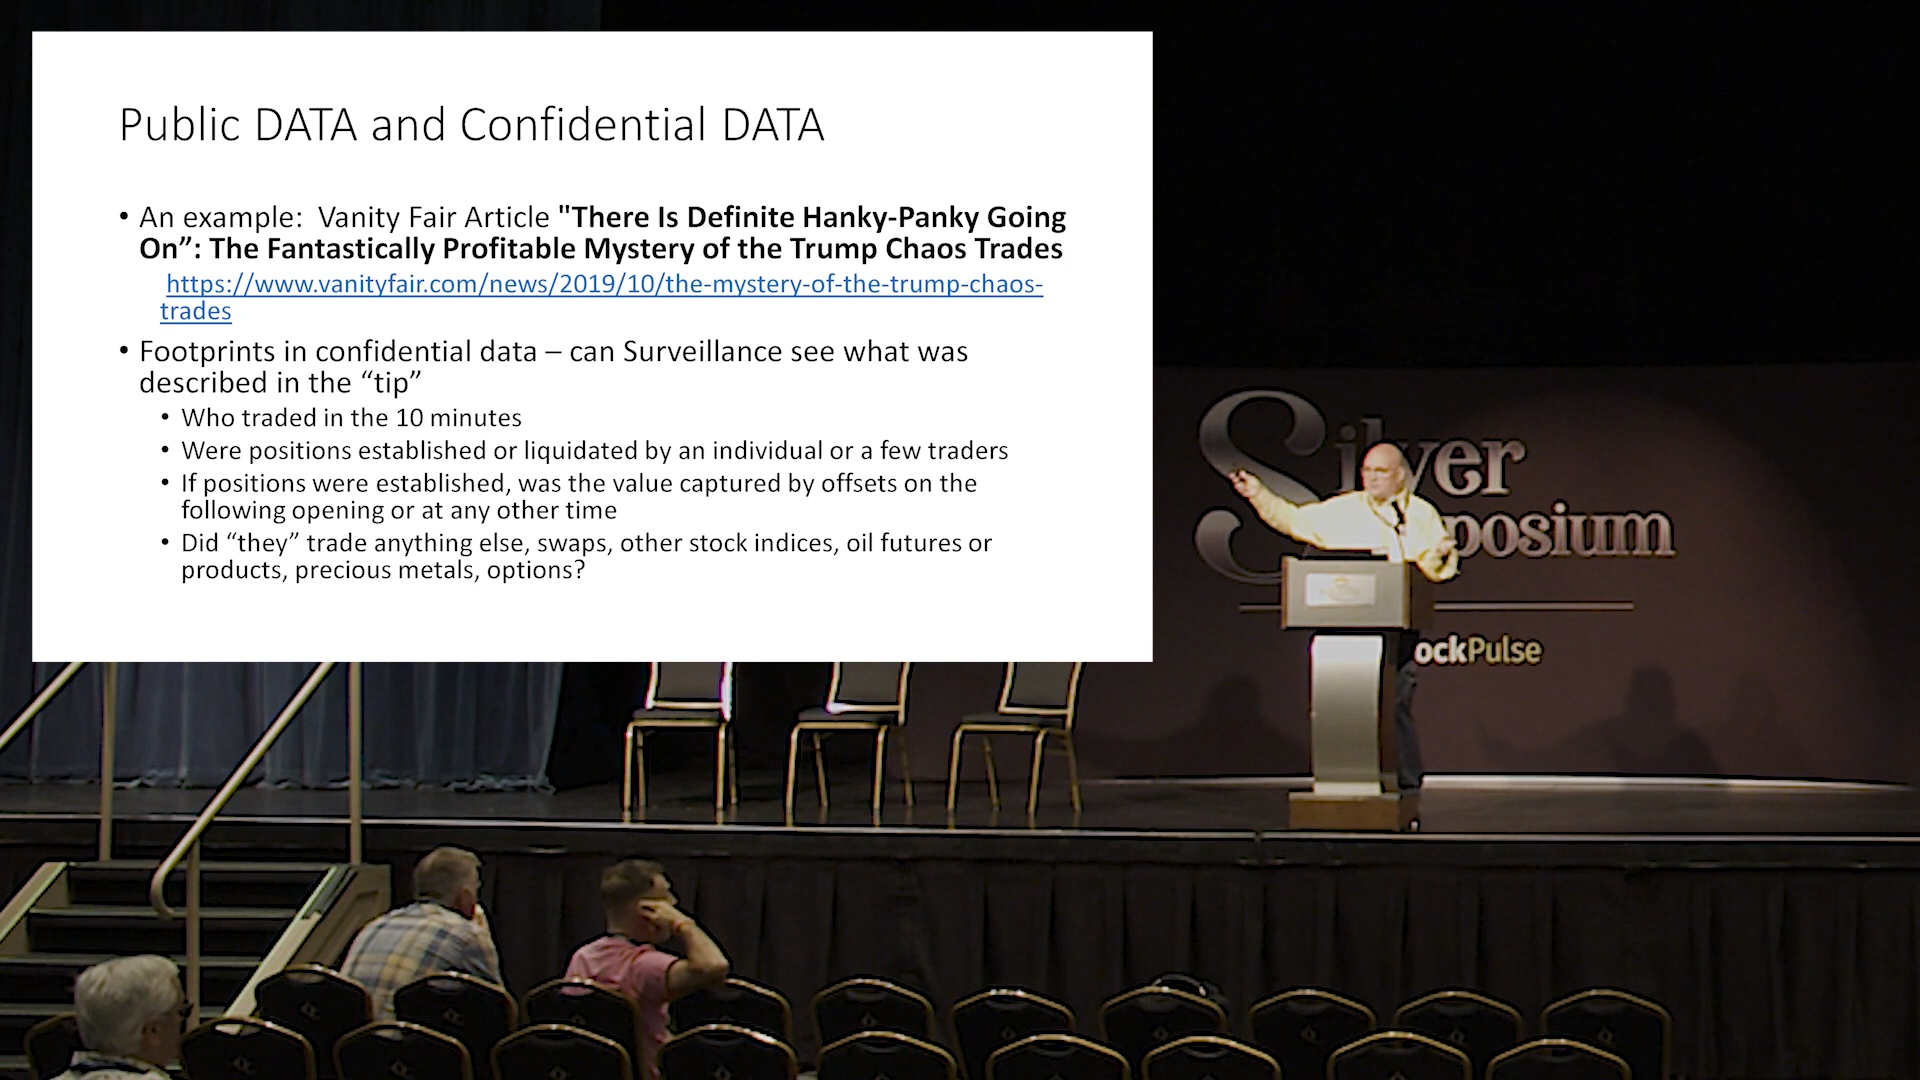 Public DATA and Confidential DATA
• An example:  Vanity Fair Article "There Is Definite Hanky-Panky Going
On”: The Fantastically Profitable Mystery of the Trump Chaos Trades
https://www.vanityfair.com/news/2019/10/the-mystery-of-the-trump-chaos-
trades
• Footprints in confidential data – can Surveillance see what was
described in the “tip”
• Who traded in the 10 minutes
• Were positions established or liquidated by an individual or a few traders
• If positions were established, was the value captured by offsets on the
following opening or at any other time
• Did “they” trade anything else, swaps, other stock indices, oil futures or
products, precious metals, options?
Silver
posium
ockPulse